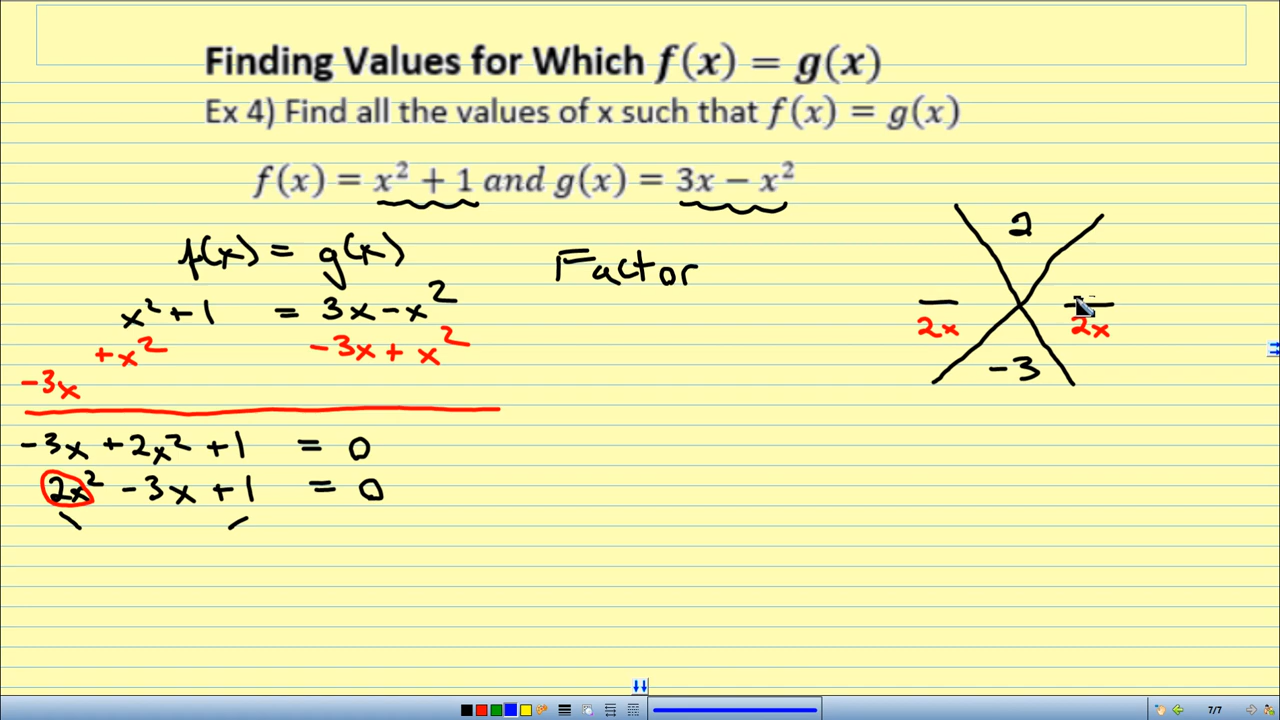 Finding Values for Which f(x) = g(x)
Ex 4) Find all the values of x such that f(x) = g(x)
f(x) = x² + 1 and g(x) = 3x − x²
f(x) = g(x)
x² + 1 = 3x − x²
+x² −3x + x²
−3x
−3x + 2x² + 1 = 0
2x² − 3x + 1 = 0
Factor
2
2x 2x
−3
7/7